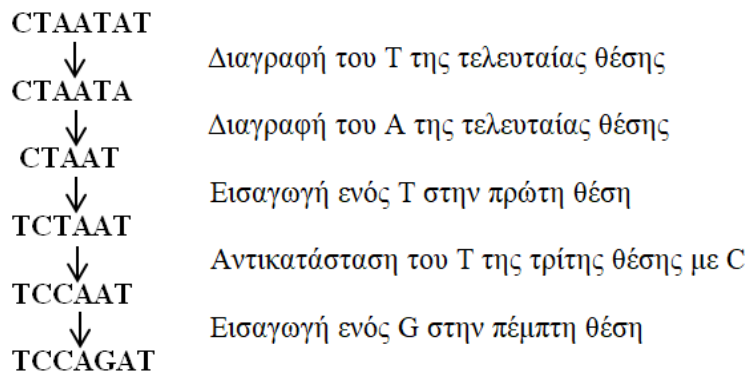 CTAATAT
Διαγραφή του Τ της τελευταίας θέσης
CTAATA
Διαγραφή του Α της τελευταίας θέσης
CTAAT
Εισαγωγή ενός Τ στην πρώτη θέση
TCTAAT
Αντικατάσταση του Τ της τρίτης θέσης με C
TCCAAT
Εισαγωγή ενός G στην πέμπτη θέση
TCCAGAT